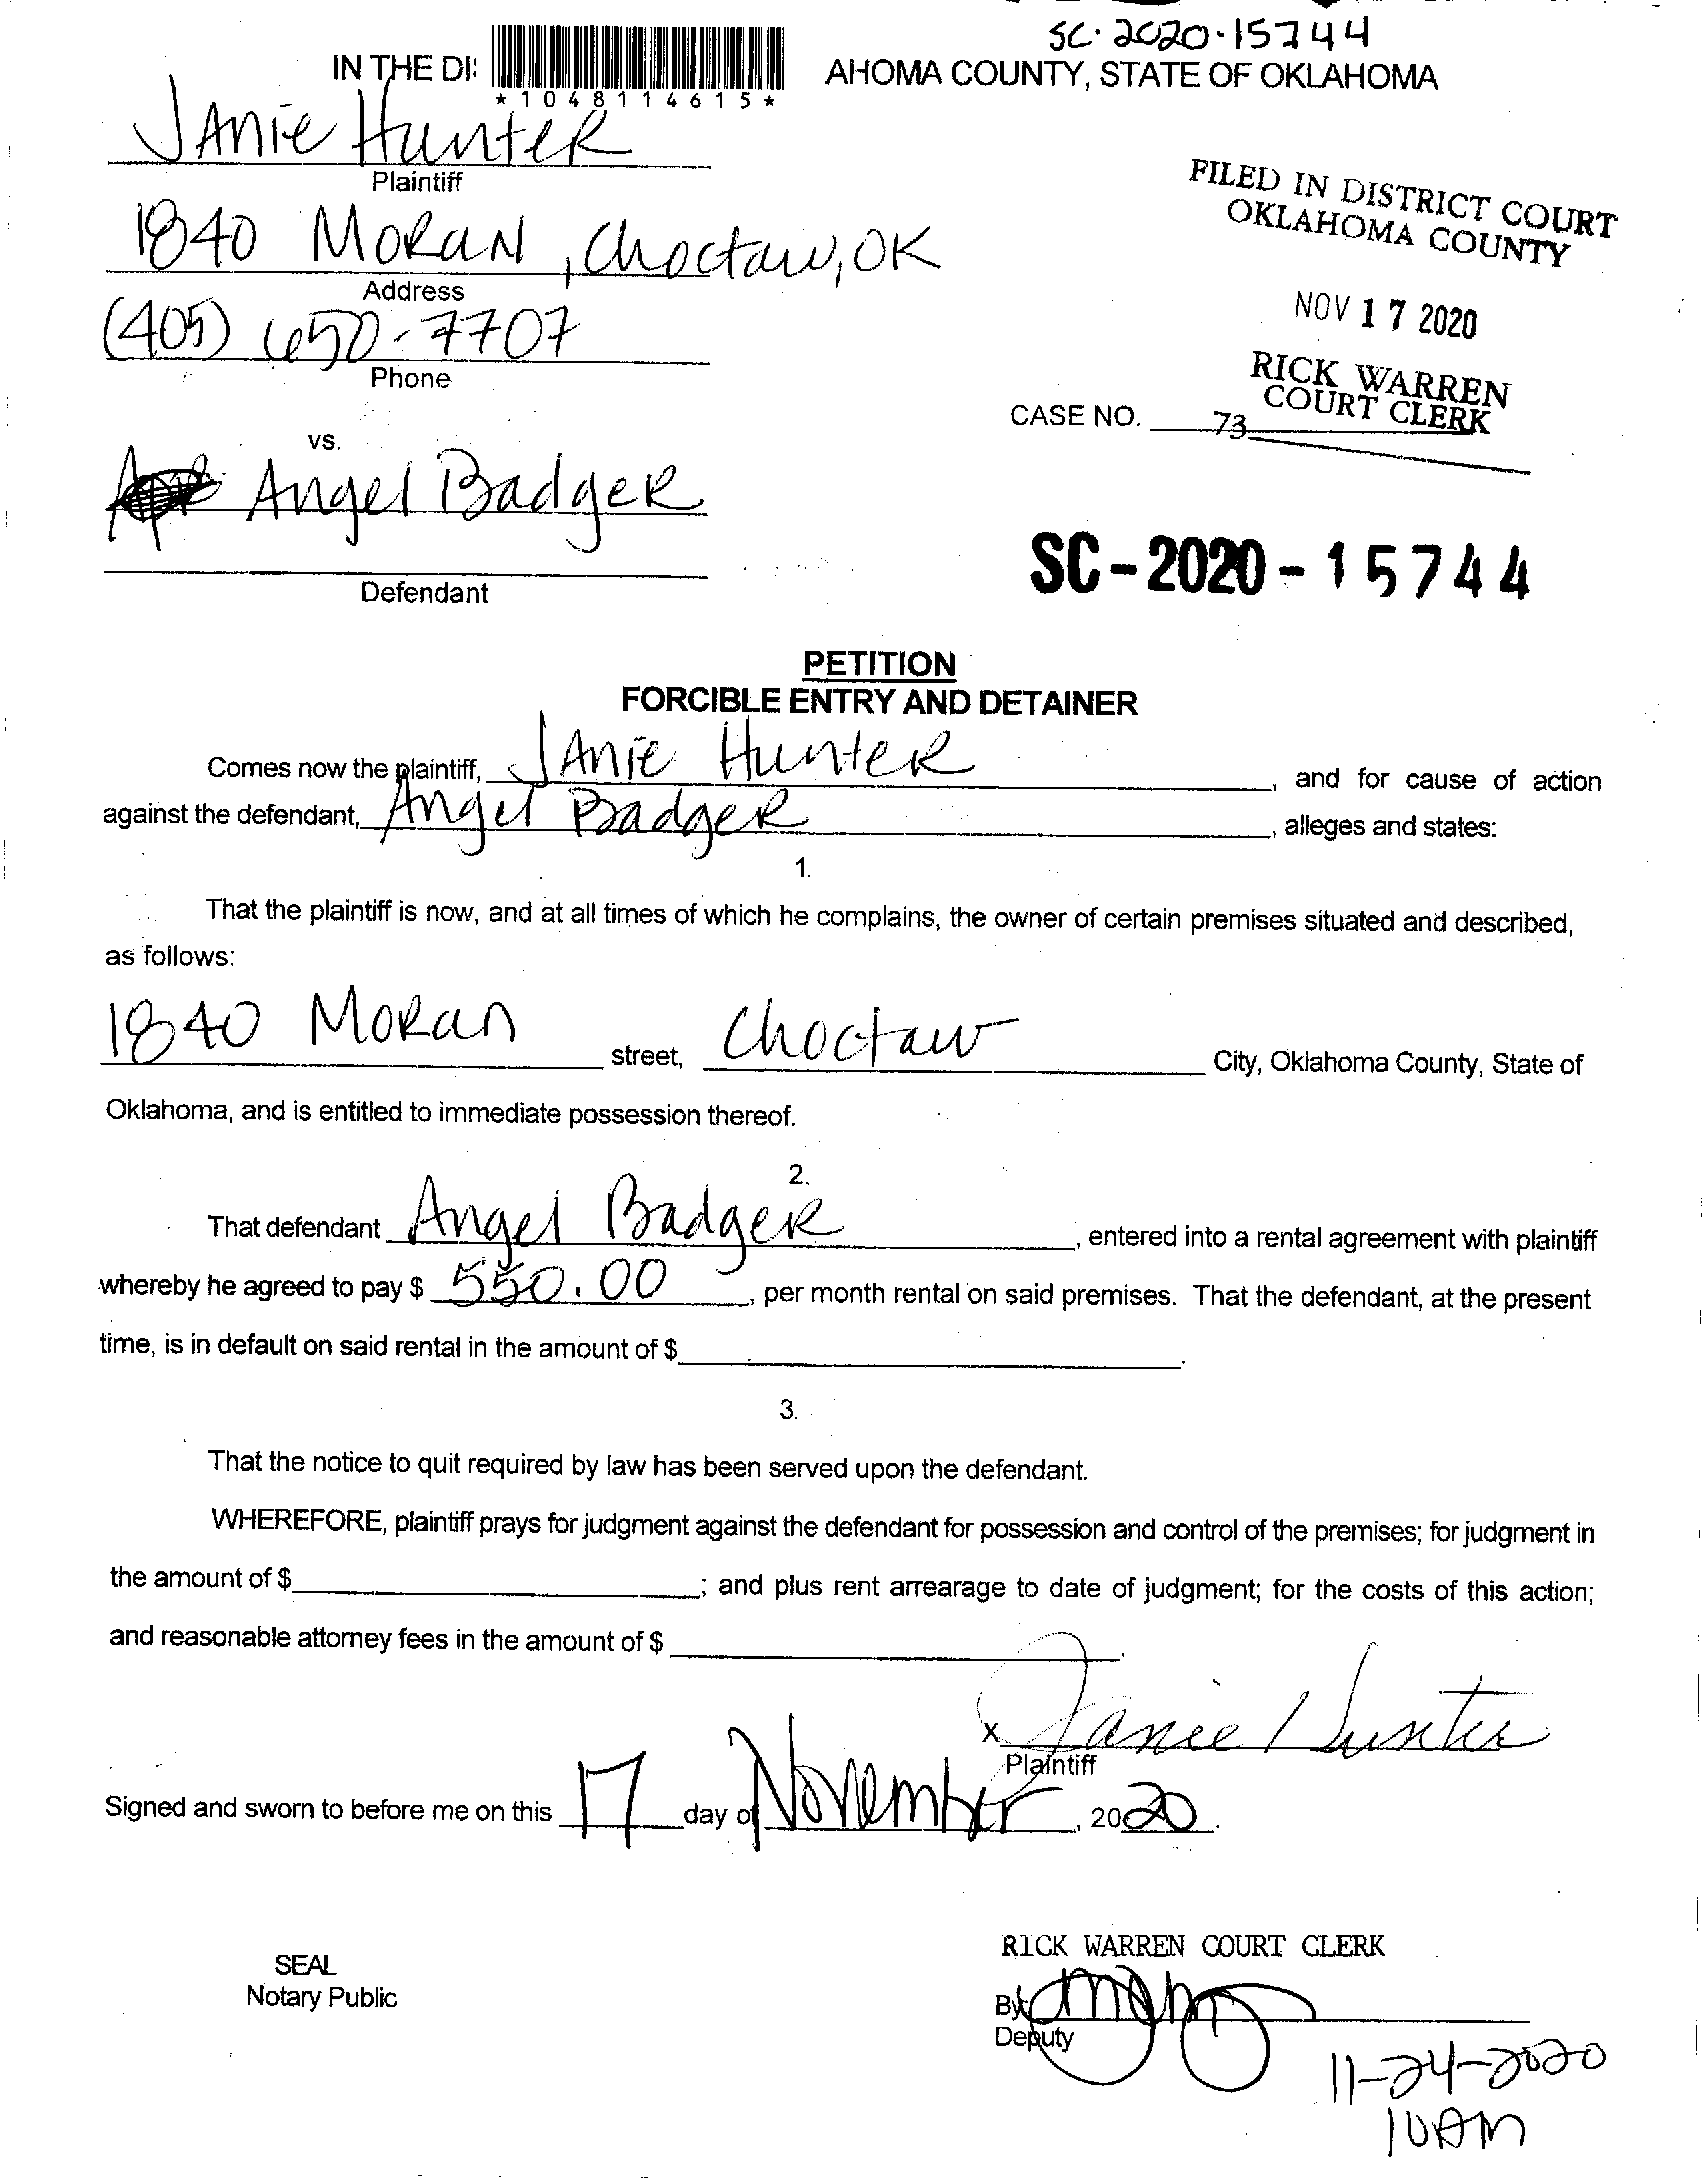 SC-2020-15744
IN THE DI
AHOMA COUNTY, STATE OF OKLAHOMA
*1048114615*
JANiE HunteR
Plaintiff
1840 MoRaN, Choctaw, OK
Address
(405) 650-7707
Phone
FILED IN DISTRICT COURT
OKLAHOMA COUNTY
NOV 17 2020
RICK WARREN
COURT CLERK
CASE NO.
73
vs.
Angel BadgeR
Defendant
SC-2020-15744
PETITION
FORCIBLE ENTRY AND DETAINER
Comes now the plaintiff, JANiE HunteR, and for cause of action
against the defendant, Angel BadgeR, alleges and states:
1.
That the plaintiff is now, and at all times of which he complains, the owner of certain premises situated and described,
as follows:
1840 MoRan street, Choctaw City, Oklahoma County, State of
Oklahoma, and is entitled to immediate possession thereof.
2.
That defendant Angel BadgeR, entered into a rental agreement with plaintiff
whereby he agreed to pay $ 550.00, per month rental on said premises. That the defendant, at the present
time, is in default on said rental in the amount of $.
3.
That the notice to quit required by law has been served upon the defendant.
WHEREFORE, plaintiff prays for judgment against the defendant for possession and control of the premises; for judgment in
the amount of $; and plus rent arrearage to date of judgment; for the costs of this action;
and reasonable attorney fees in the amount of $.
x Janie Hunter
Plaintiff
Signed and sworn to before me on this 17 day of November, 2020.
SEAL
Notary Public
RICK WARREN COURT CLERK
By
Deputy
11-24-2020
10AM